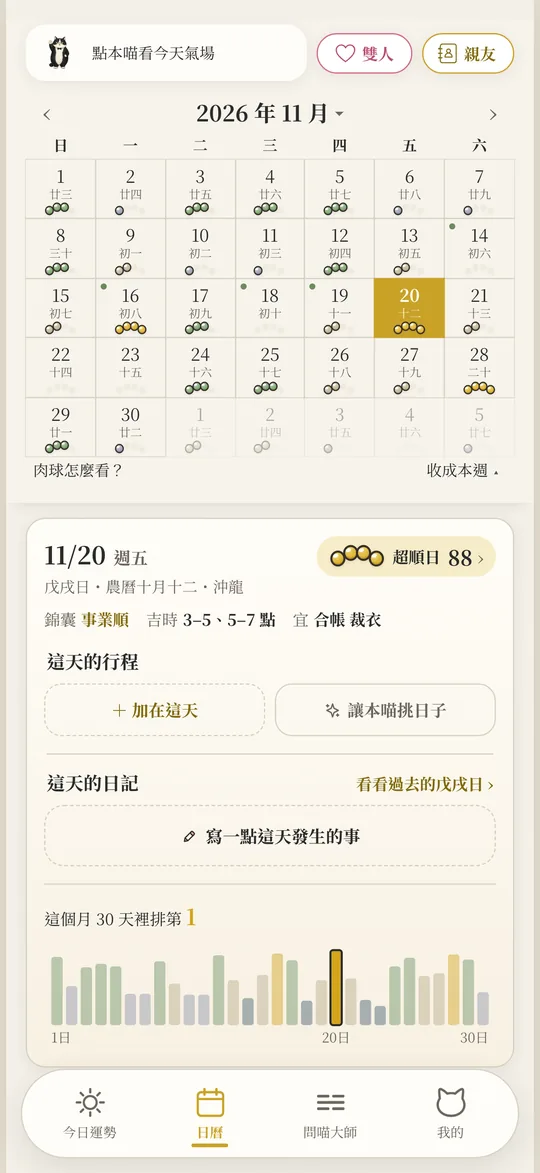 點本喵看今天氣場
雙人
親友
2026 年 11 月
日 一 二 三 四 五 六
1 2 3 4 5 6 7
廿三 廿四 廿五 廿六 廿七 廿八 廿九
8 9 10 11 12 13 14
三十 初一 初二 初三 初四 初五 初六
15 16 17 18 19 20 21
初七 初八 初九 初十 十一 十二 十三
22 23 24 25 26 27 28
十四 十五 十六 十七 十八 十九 二十
29 30 1 2 3 4 5
廿一 廿二 廿三 廿四 廿五 廿六 廿七
肉球怎麼看？
收成本週
11/20 週五
超順日 88 ›
戊戌日・農曆十月十二・沖龍
錦囊 事業順 吉時 3–5、5–7 點 宜 合帳 裁衣
這天的行程
＋ 加在這天
讓本喵挑日子
這天的日記
看看過去的戊戌日 ›
寫一點這天發生的事
這個月 30 天裡排第 1
1日 20日 30日
今日運勢 日曆 問喵大師 我的